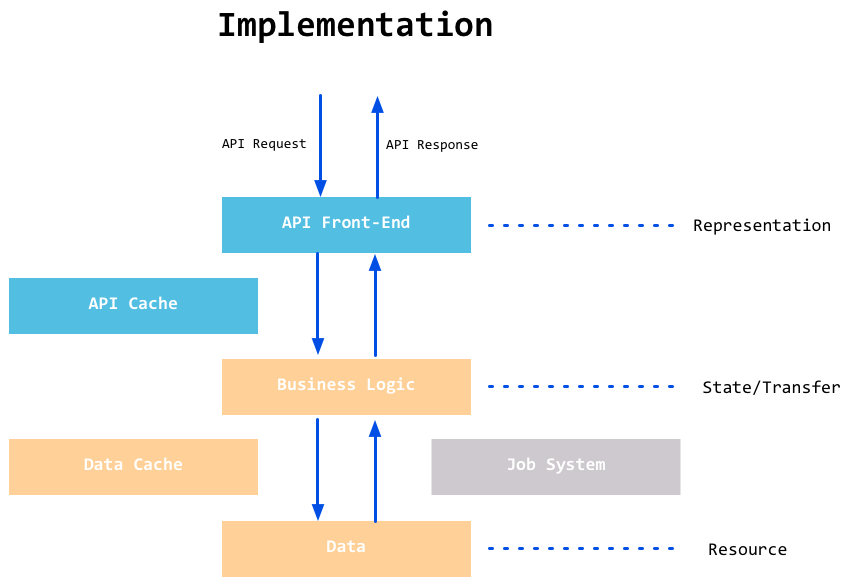 Implementation
API Request
API Response
API Front-End
Representation
API Cache
Business Logic
State/Transfer
Data Cache
Job System
Data
Resource